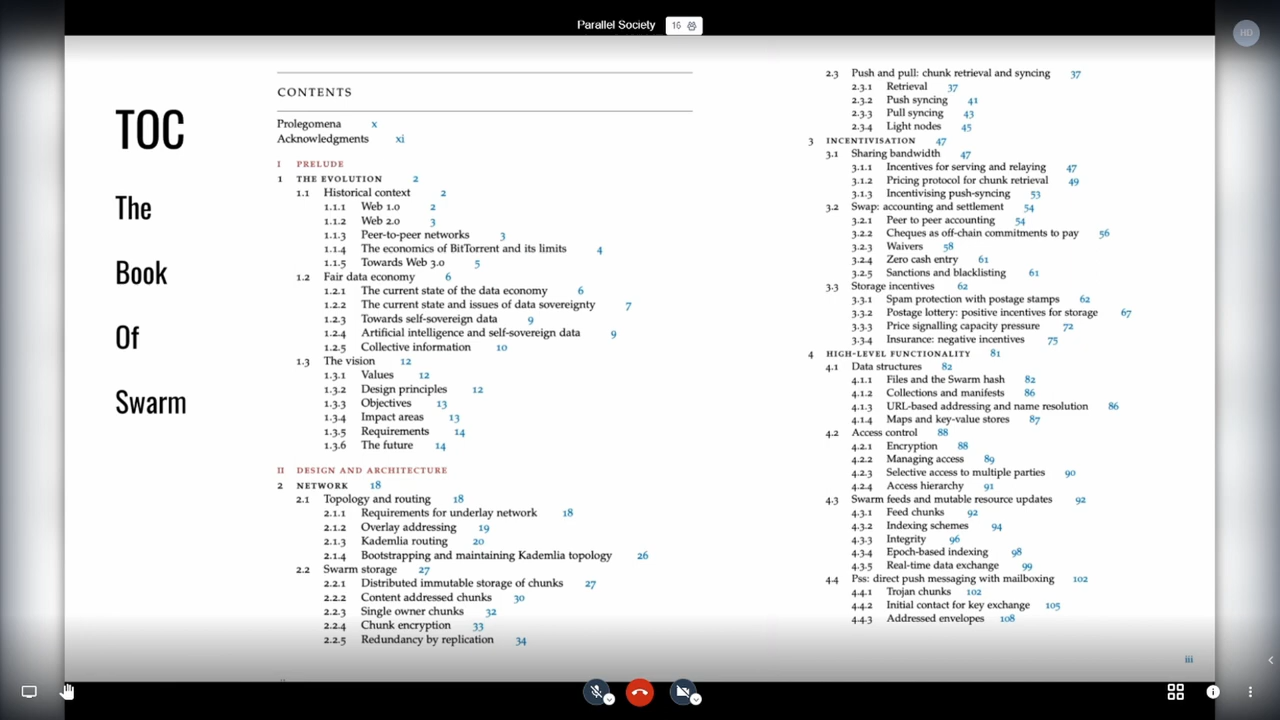 Parallel Society 16
HD
TOC
The
Book
Of
Swarm
CONTENTS
Prolegomena x
Acknowledgments xi
I PRELUDE
1 THE EVOLUTION 2
1.1 Historical context 2
1.1.1 Web 1.0 2
1.1.2 Web 2.0 3
1.1.3 Peer-to-peer networks 3
1.1.4 The economics of BitTorrent and its limits 4
1.1.5 Towards Web 3.0 5
1.2 Fair data economy 6
1.2.1 The current state of the data economy 6
1.2.2 The current state and issues of data sovereignty 7
1.2.3 Towards self-sovereign data 9
1.2.4 Artificial intelligence and self-sovereign data 9
1.2.5 Collective information 10
1.3 The vision 12
1.3.1 Values 12
1.3.2 Design principles 12
1.3.3 Objectives 13
1.3.4 Impact areas 13
1.3.5 Requirements 14
1.3.6 The future 14
II DESIGN AND ARCHITECTURE
2 NETWORK 18
2.1 Topology and routing 18
2.1.1 Requirements for underlay network 18
2.1.2 Overlay addressing 19
2.1.3 Kademlia routing 20
2.1.4 Bootstrapping and maintaining Kademlia topology 26
2.2 Swarm storage 27
2.2.1 Distributed immutable storage of chunks 27
2.2.2 Content addressed chunks 30
2.2.3 Single owner chunks 32
2.2.4 Chunk encryption 33
2.2.5 Redundancy by replication 34
2.3 Push and pull: chunk retrieval and syncing 37
2.3.1 Retrieval 37
2.3.2 Push syncing 41
2.3.3 Pull syncing 43
2.3.4 Light nodes 45
3 INCENTIVISATION 47
3.1 Sharing bandwidth 47
3.1.1 Incentives for serving and relaying 47
3.1.2 Pricing protocol for chunk retrieval 49
3.1.3 Incentivising push-syncing 53
3.2 Swap: accounting and settlement 54
3.2.1 Peer to peer accounting 54
3.2.2 Cheques as off-chain commitments to pay 56
3.2.3 Waivers 58
3.2.4 Zero cash entry 61
3.2.5 Sanctions and blacklisting 61
3.3 Storage incentives 62
3.3.1 Spam protection with postage stamps 62
3.3.2 Postage lottery: positive incentives for storage 67
3.3.3 Price signalling capacity pressure 72
3.3.4 Insurance: negative incentives 75
4 HIGH-LEVEL FUNCTIONALITY 81
4.1 Data structures 82
4.1.1 Files and the Swarm hash 82
4.1.2 Collections and manifests 86
4.1.3 URL-based addressing and name resolution 86
4.1.4 Maps and key-value stores 87
4.2 Access control 88
4.2.1 Encryption 88
4.2.2 Managing access 89
4.2.3 Selective access to multiple parties 90
4.2.4 Access hierarchy 91
4.3 Swarm feeds and mutable resource updates 92
4.3.1 Feed chunks 92
4.3.2 Indexing schemes 94
4.3.3 Integrity 96
4.3.4 Epoch-based indexing 98
4.3.5 Real-time data exchange 99
4.4 Pss: direct push messaging with mailboxing 102
4.4.1 Trojan chunks 102
4.4.2 Initial contact for key exchange 105
4.4.3 Addressed envelopes 108
iii